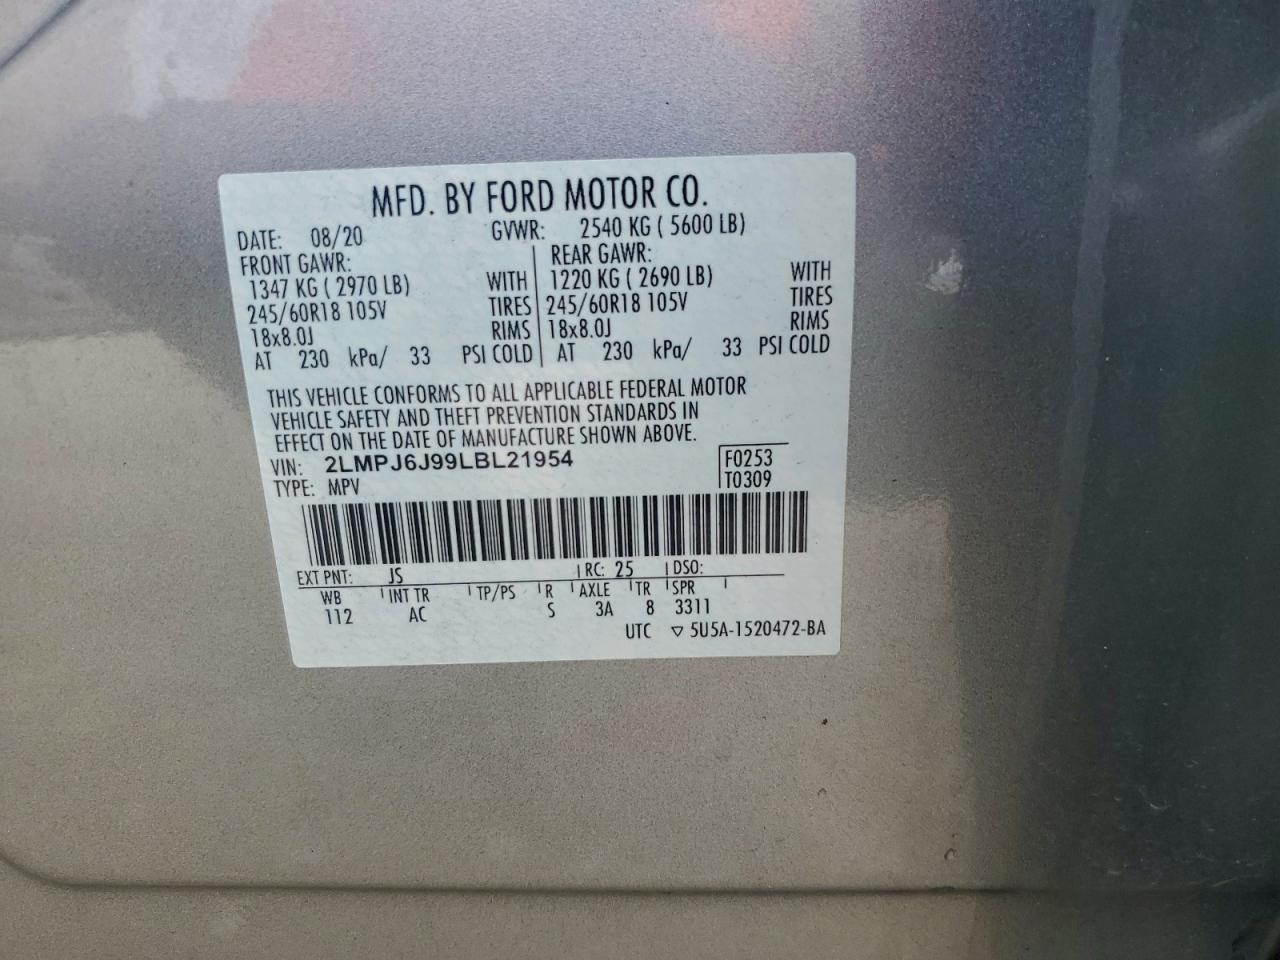 MFD. BY FORD MOTOR CO.
DATE: 08/20 GVWR: 2540 KG ( 5600 LB)
FRONT GAWR: REAR GAWR:
1347 KG ( 2970 LB) WITH 1220 KG ( 2690 LB) WITH
245/60R18 105V TIRES 245/60R18 105V TIRES
18x8.0J RIMS 18x8.0J RIMS
AT 230 kPa/ 33 PSI COLD AT 230 kPa/ 33 PSI COLD
THIS VEHICLE CONFORMS TO ALL APPLICABLE FEDERAL MOTOR
VEHICLE SAFETY AND THEFT PREVENTION STANDARDS IN
EFFECT ON THE DATE OF MANUFACTURE SHOWN ABOVE.
VIN: 2LMPJ6J99LBL21954 F0253
TYPE: MPV T0309
EXT PNT: JS RC: 25 DSO:
WB INT TR TP/PS R AXLE TR SPR
112 AC S 3A 8 3311
UTC ▽ 5U5A-1520472-BA